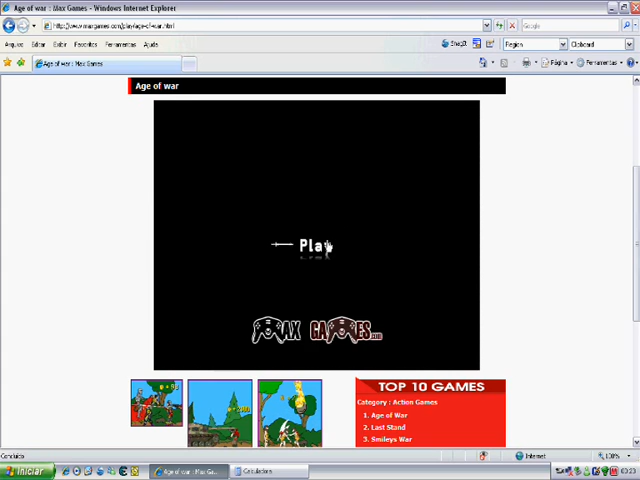 Age of war : Max Games - Windows Internet Explorer
http://www.maxgames.com/play/age-of-war.html
Google
Arquivo Editar Exibir Favoritos Ferramentas Ajuda
SnagIt
Region
Clipboard
Age of war : Max Games
Página
Ferramentas
Age of war
Play
MAX GAMES
TOP 10 GAMES
Category : Action Games
1. Age of War
2. Last Stand
3. Smileys War
Concluído
Internet
100%
Iniciar
Age of war : Max Ga...
Calculadora
00:23